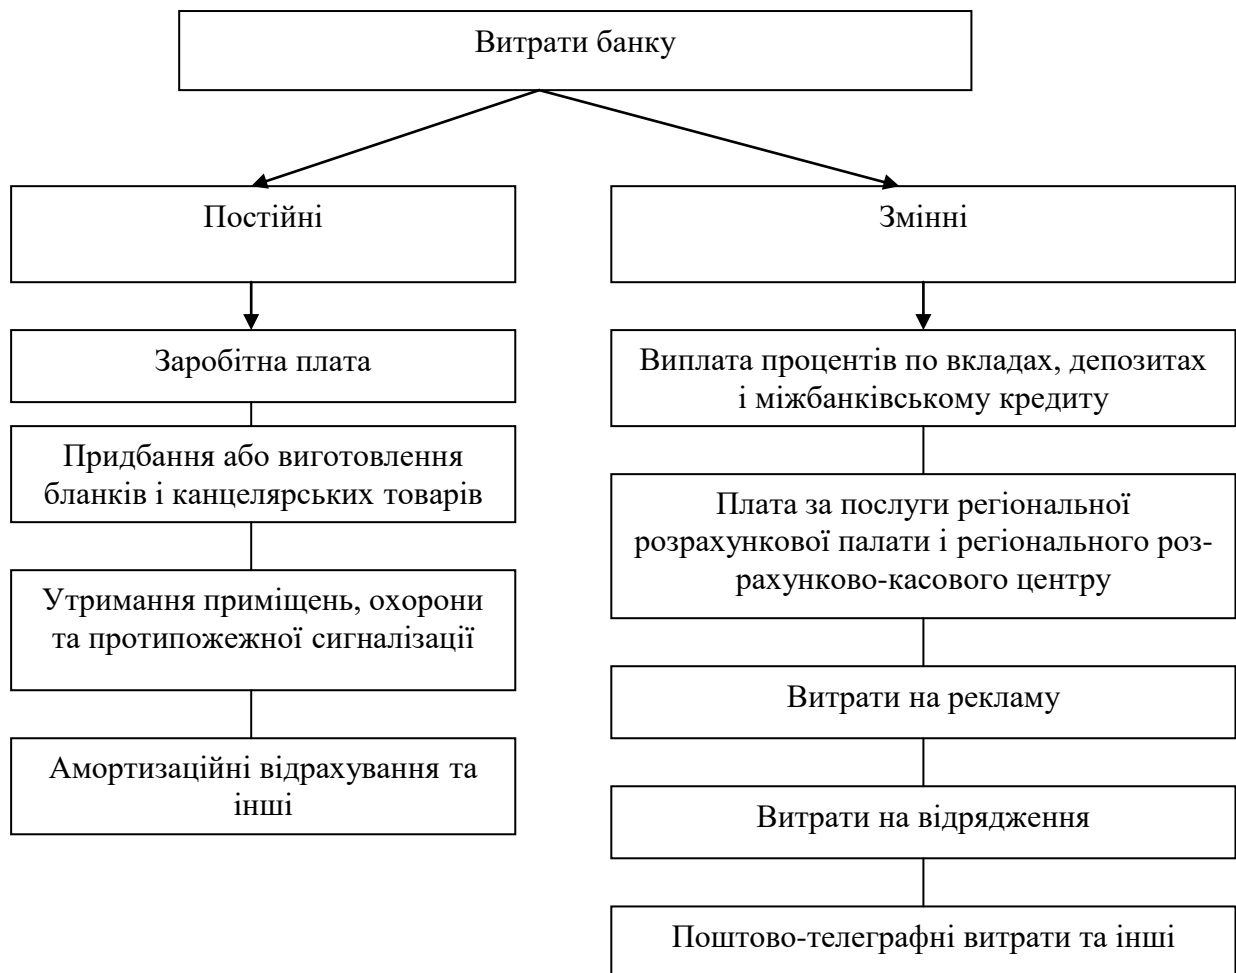 Витрати банку
Постійні
Змінні
Заробітна плата
Придбання або виготовлення
бланків і канцелярських товарів
Утримання приміщень, охорони
та протипожежної сигналізації
Амортизаційні відрахування та
інші
Виплата процентів по вкладах, депозитах
і міжбанківському кредиту
Плата за послуги регіональної
розрахункової палати і регіонального роз-
рахунково-касового центру
Витрати на рекламу
Витрати на відрядження
Поштово-телеграфні витрати та інші